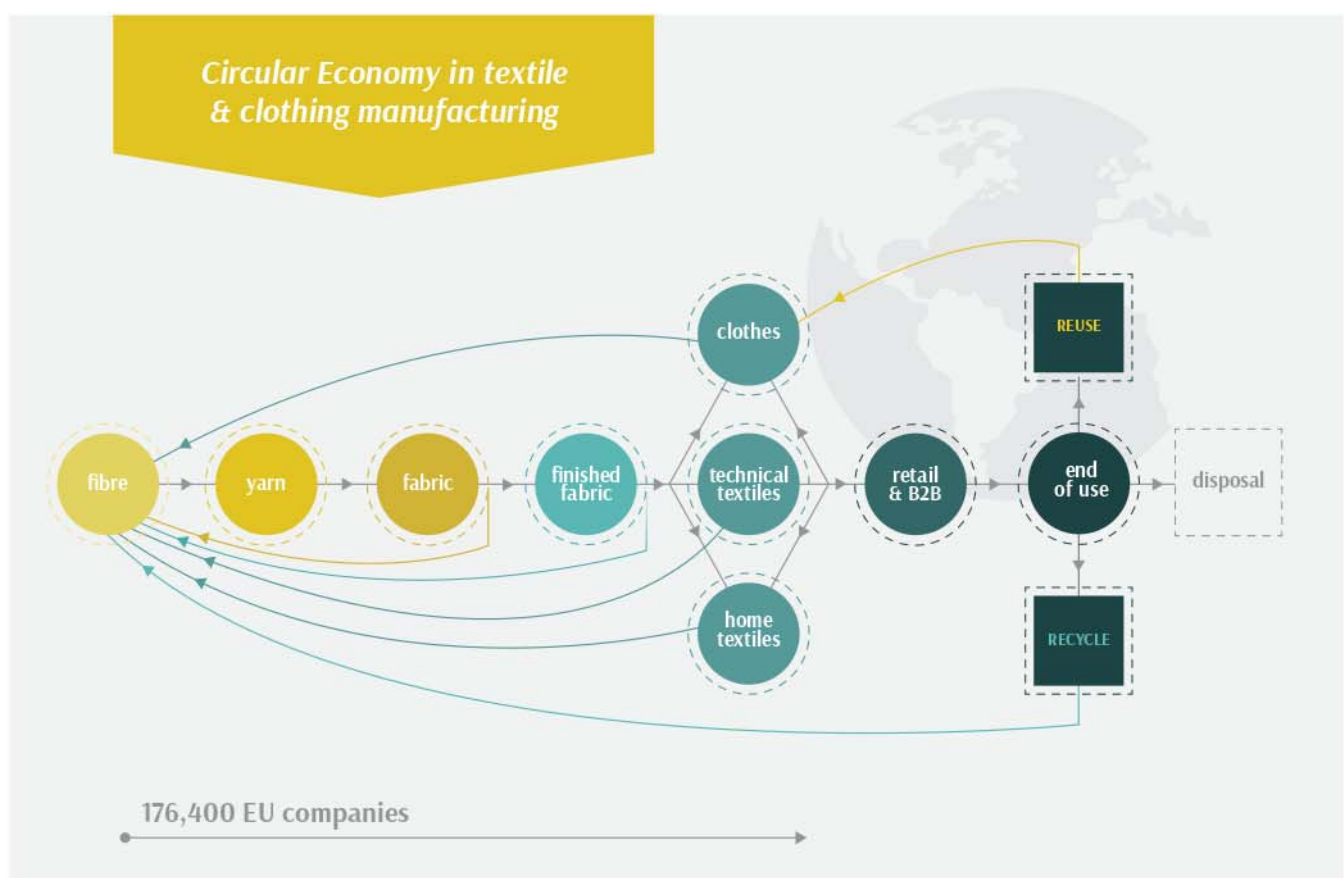 Circular Economy in textile
& clothing manufacturing
clothes
REUSE
fibre
yarn
fabric
finished
fabric
technical
textiles
retail
& B2B
end
of use
disposal
home
textiles
RECYCLE
176,400 EU companies